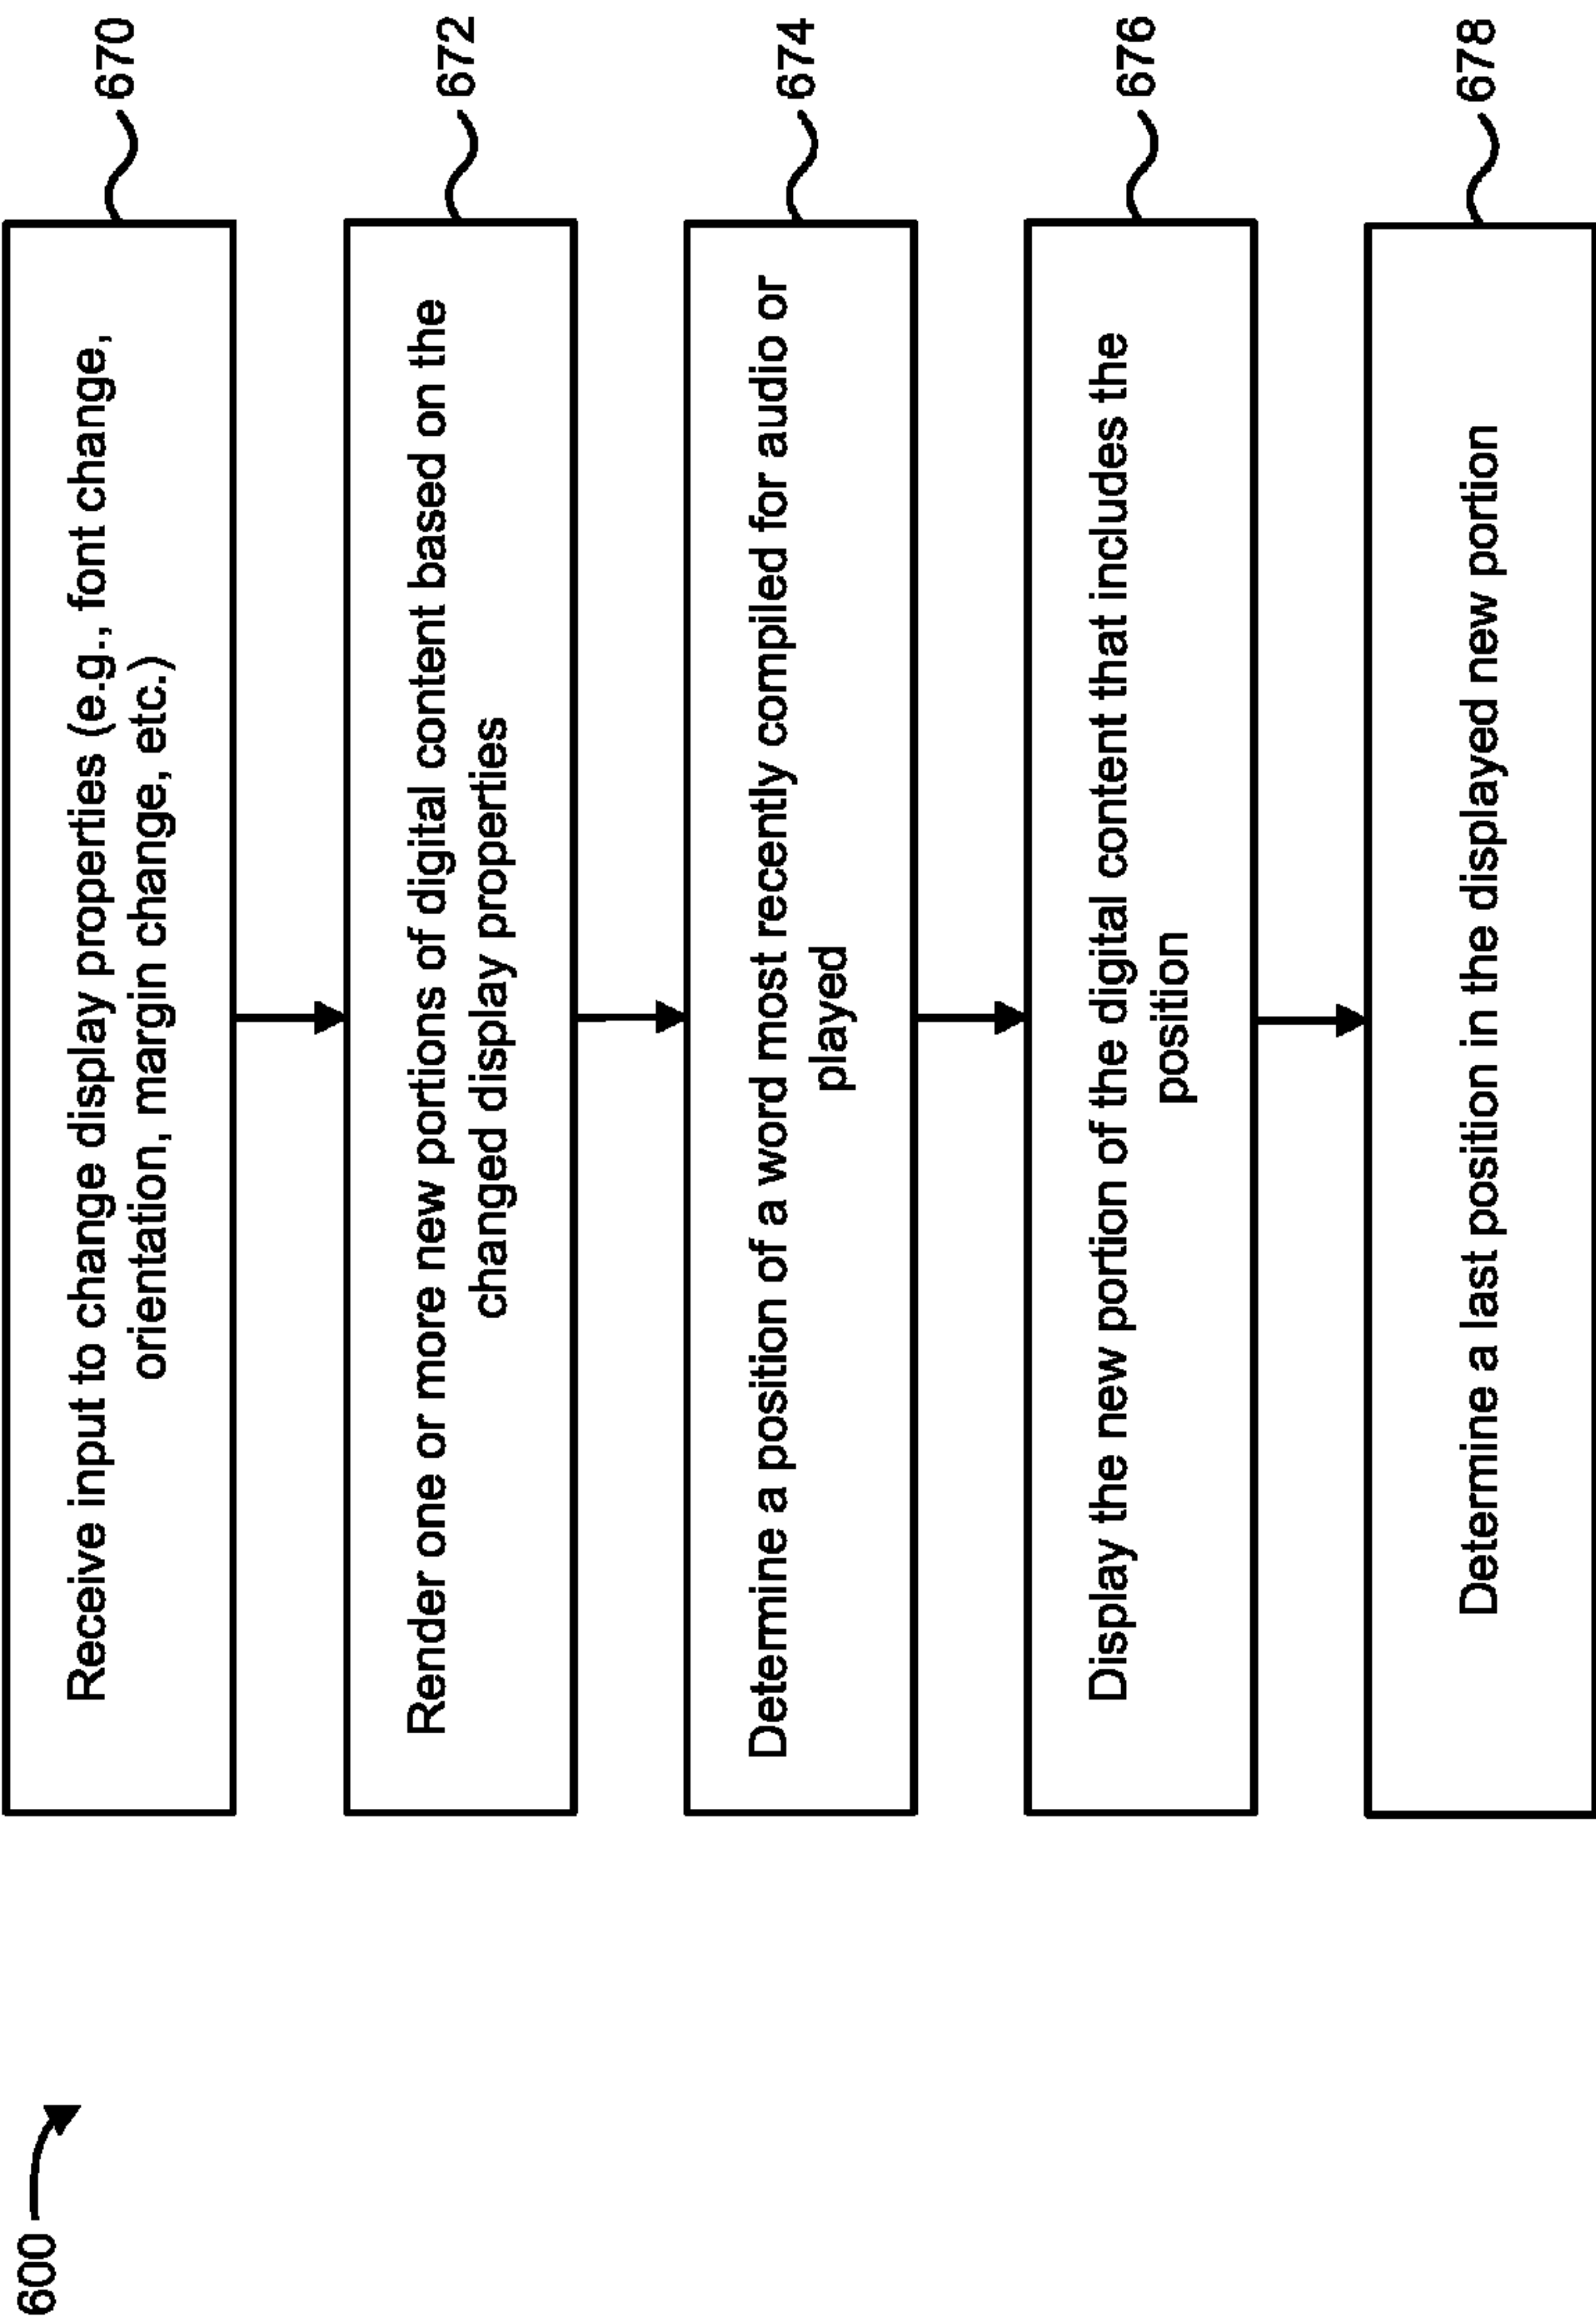 600
Receive input to change display properties (e.g., font change,
orientation, margin change, etc.)
670
Render one or more new portions of digital content based on the
changed display properties
672
Determine a position of a word most recently compiled for audio or
played
674
Display the new portion of the digital content that includes the
position
676
Determine a last position in the displayed new portion
678